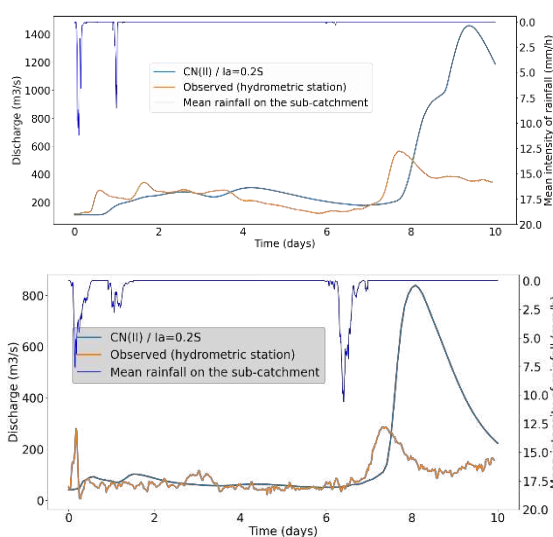 1400
1200
1000
800
600
400
200
Discharge (m3/s)
CN(II) / Ia=0.2S
Observed (hydrometric station)
Mean rainfall on the sub-catchment
0.0
2.5
5.0
7.5
10.0
12.5
15.0
17.5
20.0
Mean intensity of rainfall (mm/h)
0 2 4 6 8 10
Time (days)
800
600
400
200
0
Discharge (m3/s)
CN(II) / Ia=0.2S
Observed (hydrometric station)
Mean rainfall on the sub-catchment
0.0
2.5
5.0
7.5
10.0
12.5
15.0
17.5
20.0
0 2 4 6 8 10
Time (days)